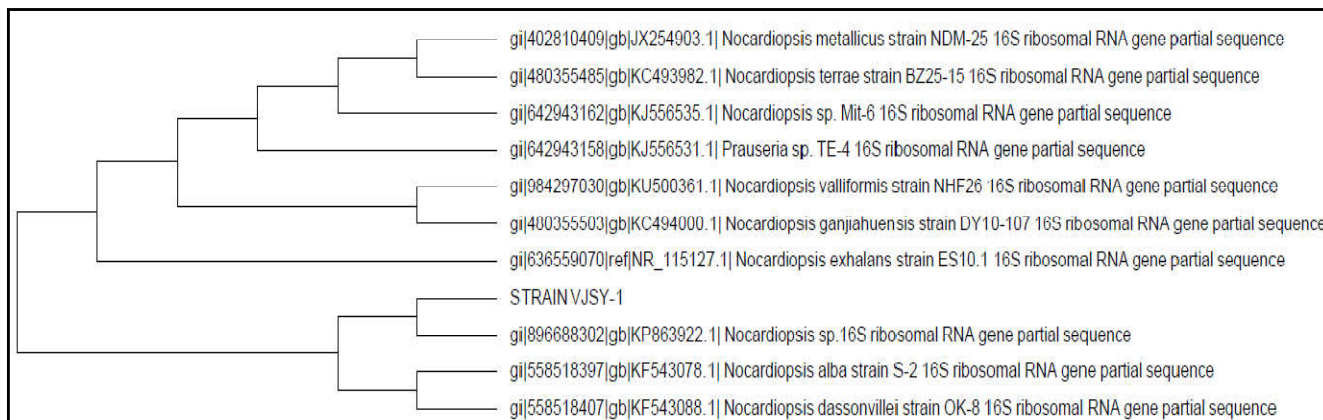 gi|402810409|gb|JX254903.1| Nocardiopsis metallicus strain NDM-25 16S ribosomal RNA gene partial sequence
gi|480355485|gb|KC493982.1| Nocardiopsis terrae strain BZ25-15 16S ribosomal RNA gene partial sequence
gi|642943162|gb|KJ556535.1| Nocardiopsis sp. Mit-6 16S ribosomal RNA gene partial sequence
gi|642943158|gb|KJ556531.1| Prauseria sp. TE-4 16S ribosomal RNA gene partial sequence
gi|984297030|gb|KU500361.1| Nocardiopsis valliformis strain NHF26 16S ribosomal RNA gene partial sequence
gi|480355503|gb|KC494000.1| Nocardiopsis ganjiahuensis strain DY10-107 16S ribosomal RNA gene partial sequence
gi|636559070|ref|NR_115127.1| Nocardiopsis exhalans strain ES10.1 16S ribosomal RNA gene partial sequence
STRAIN VJSY-1
gi|896688302|gb|KP863922.1| Nocardiopsis sp.16S ribosomal RNA gene partial sequence
gi|558518397|gb|KF543078.1| Nocardiopsis alba strain S-2 16S ribosomal RNA gene partial sequence
gi|558518407|gb|KF543088.1| Nocardiopsis dassonvillei strain OK-8 16S ribosomal RNA gene partial sequence